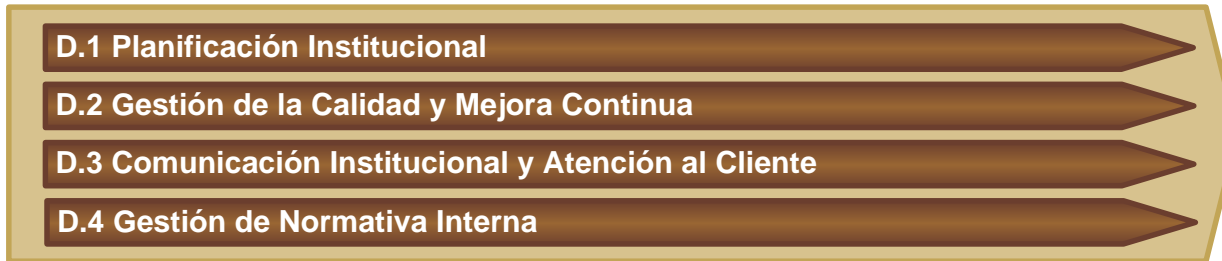 D.1 Planificación Institucional
D.2 Gestión de la Calidad y Mejora Continua
D.3 Comunicación Institucional y Atención al Cliente
D.4 Gestión de Normativa Interna